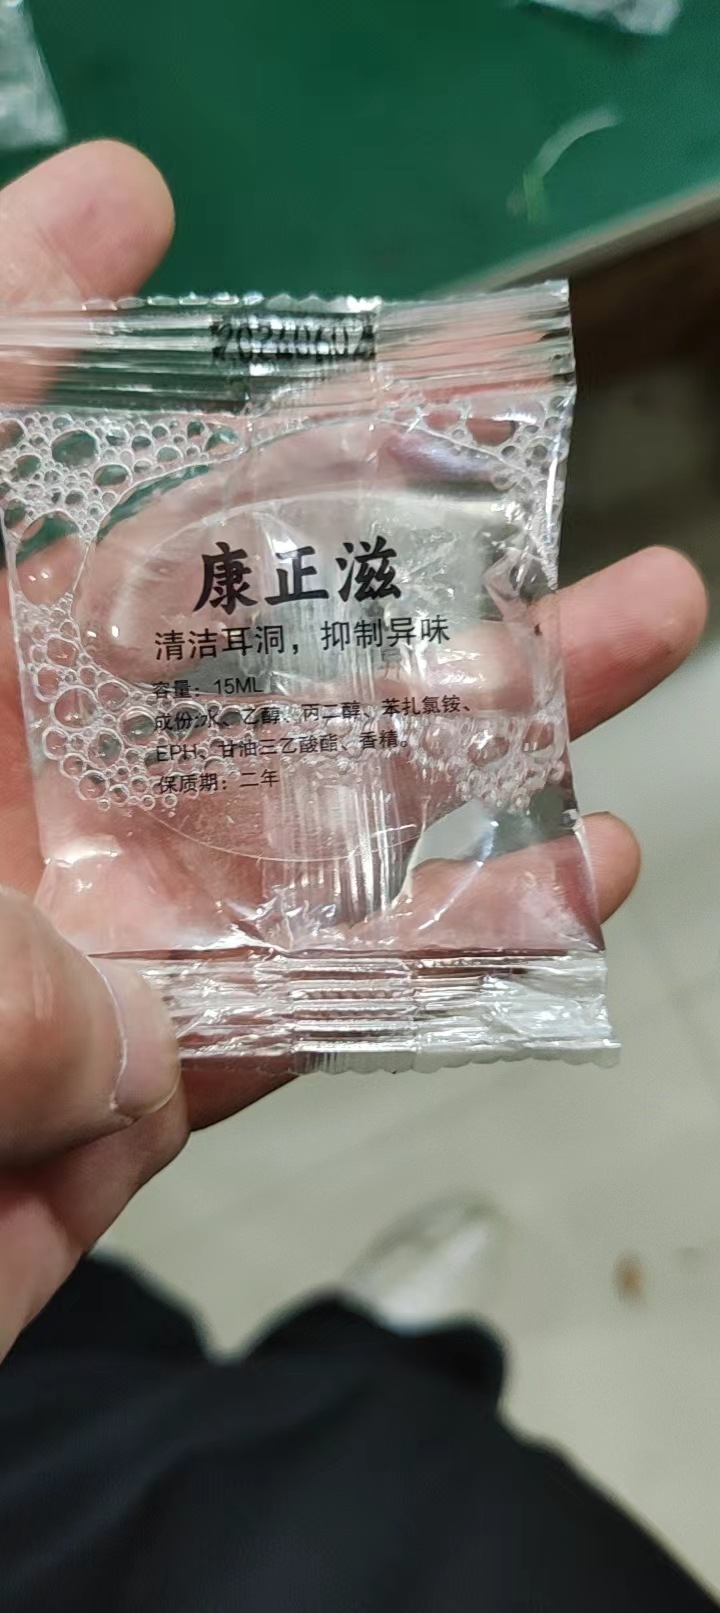 20240602
康正滋
清洁耳洞，抑制异味
容量：15ML
成份:水、乙醇、丙二醇、苯扎氯铵、
EPH、甘油三乙酸酯、香精。
保质期：二年